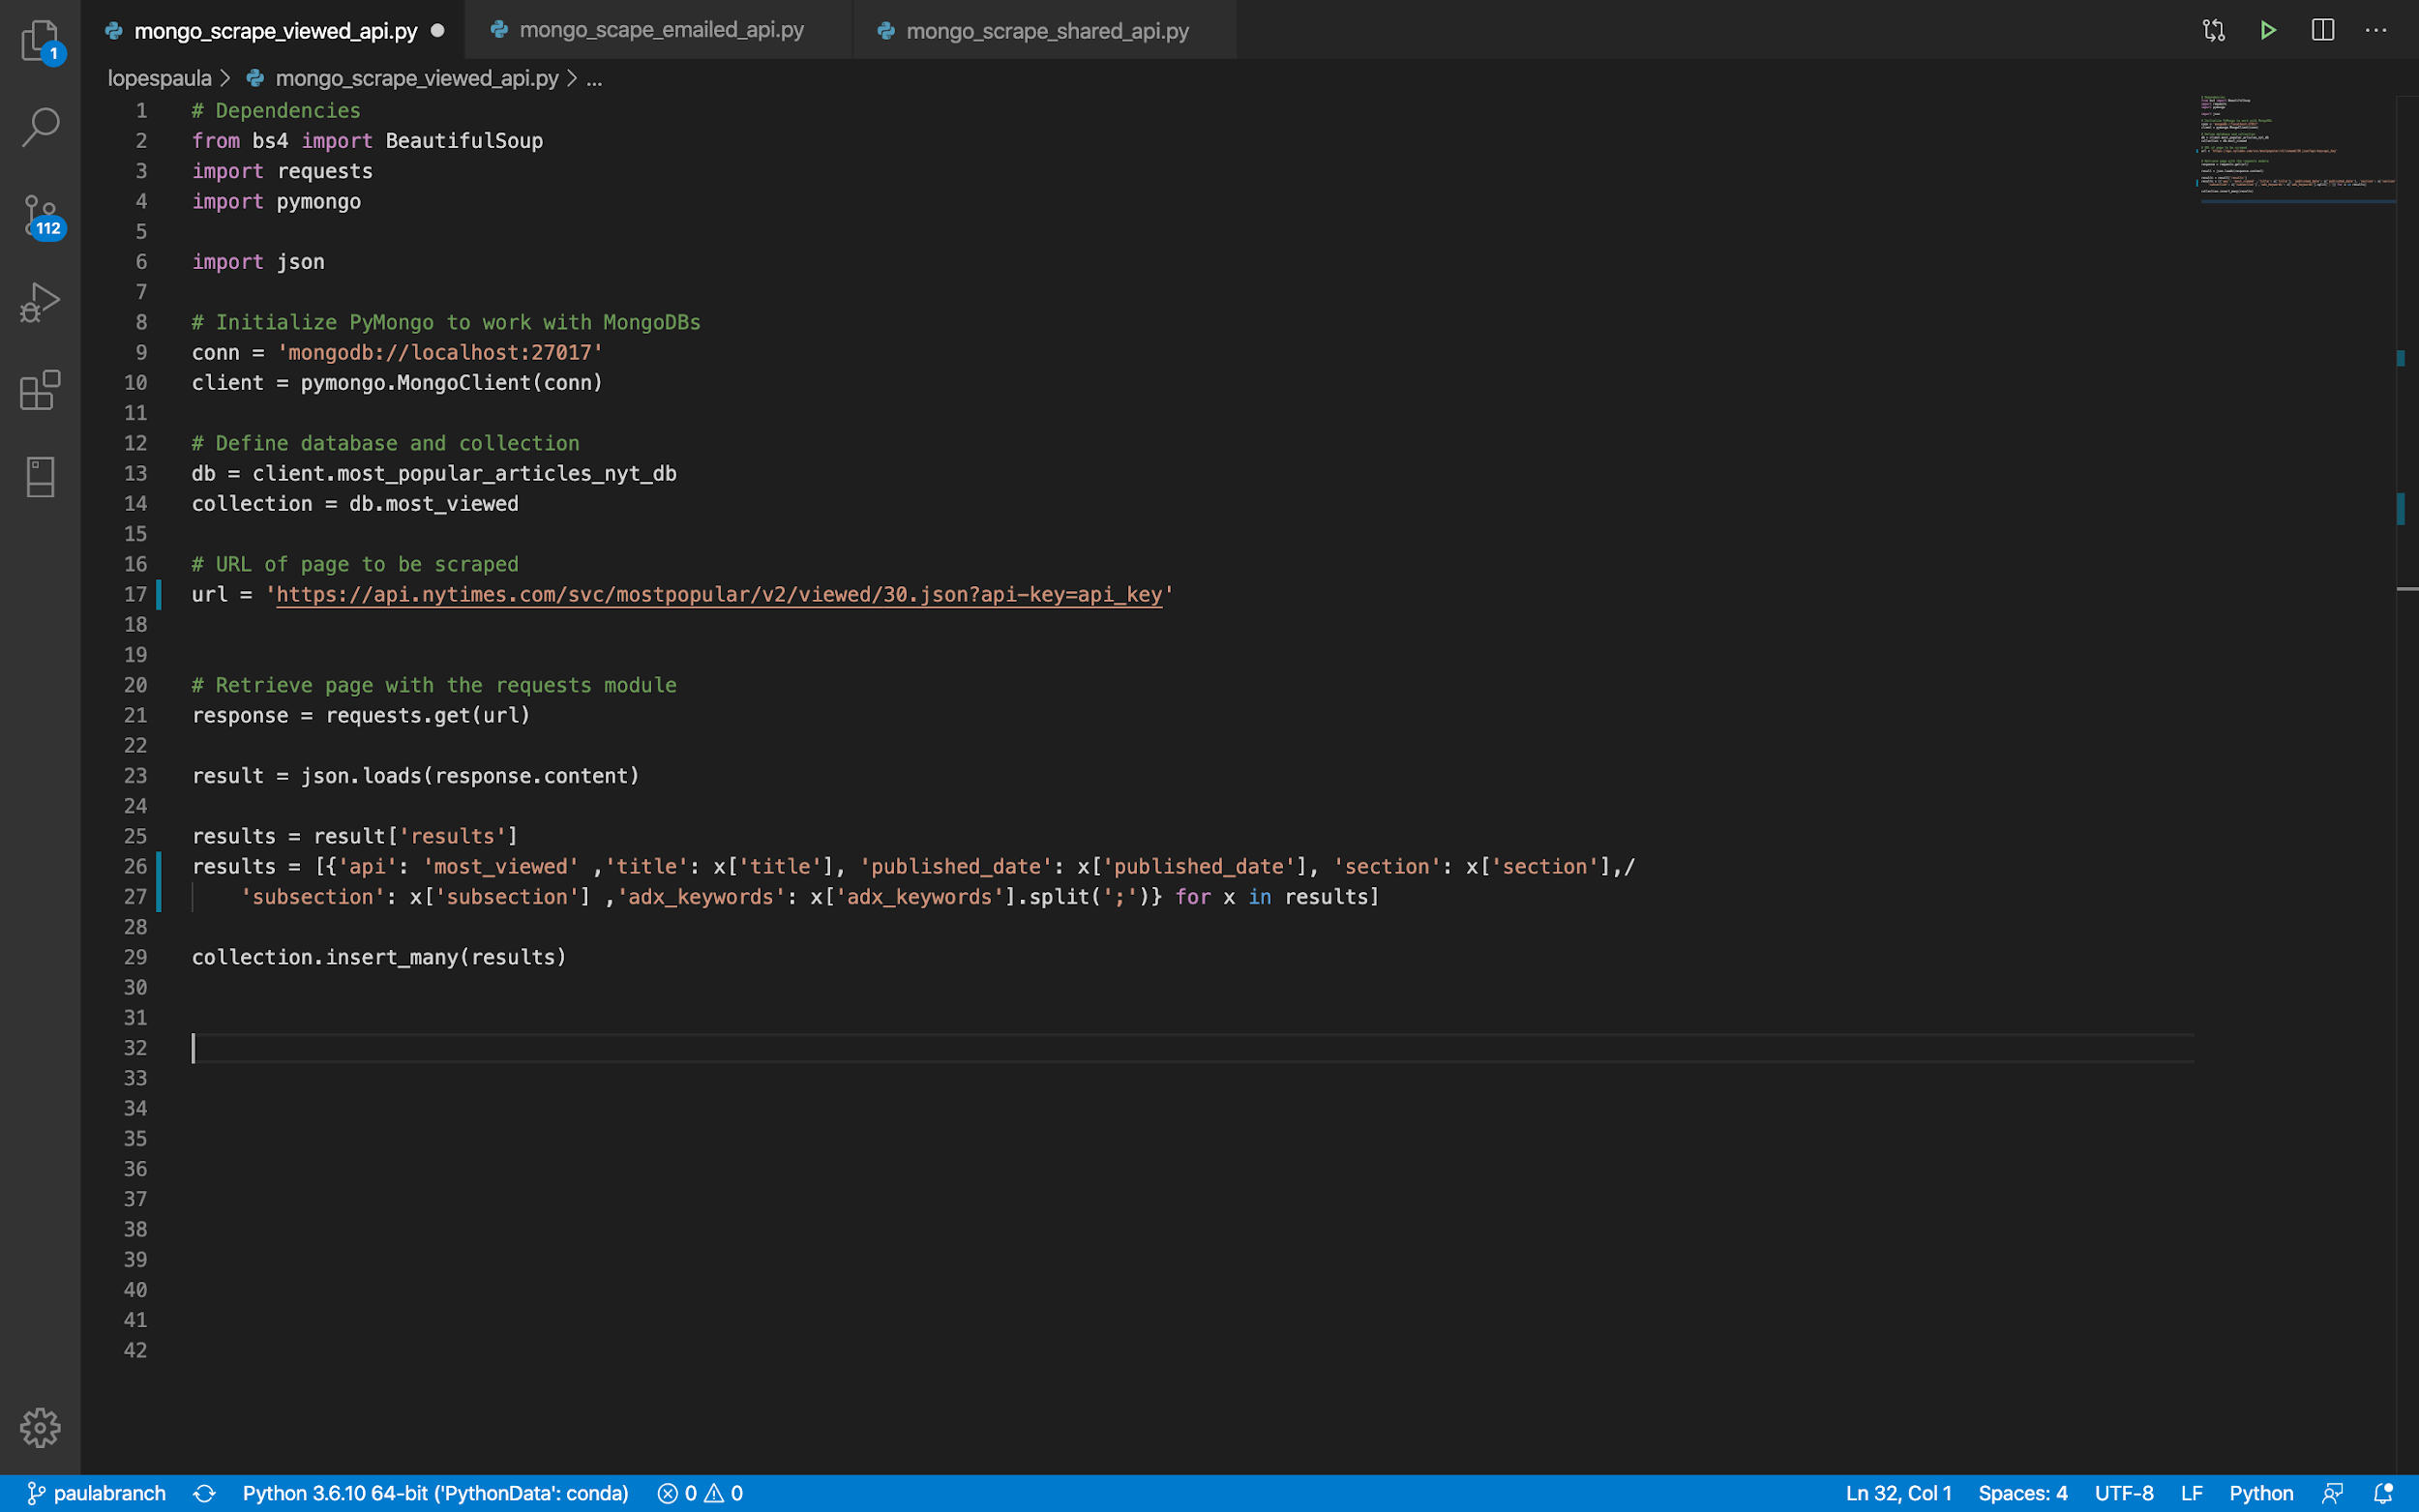 mongo_scrape_viewed_api.py
mongo_scape_emailed_api.py
mongo_scrape_shared_api.py
1
112
lopespaula > mongo_scrape_viewed_api.py > ...
1 # Dependencies
2 from bs4 import BeautifulSoup
3 import requests
4 import pymongo
5
6 import json
7
8 # Initialize PyMongo to work with MongoDBs
9 conn = 'mongodb://localhost:27017'
10 client = pymongo.MongoClient(conn)
11
12 # Define database and collection
13 db = client.most_popular_articles_nyt_db
14 collection = db.most_viewed
15
16 # URL of page to be scraped
17 url = 'https://api.nytimes.com/svc/mostpopular/v2/viewed/30.json?api-key=api_key'
18
19
20 # Retrieve page with the requests module
21 response = requests.get(url)
22
23 result = json.loads(response.content)
24
25 results = result['results']
26 results = [{'api': 'most_viewed' ,'title': x['title'], 'published_date': x['published_date'], 'section': x['section'],/
27 'subsection': x['subsection'] ,'adx_keywords': x['adx_keywords'].split(';')} for x in results]
28
29 collection.insert_many(results)
30
31
32
33
34
35
36
37
38
39
40
41
42
paulabranch Python 3.6.10 64-bit ('PythonData': conda) 0 0 Ln 32, Col 1 Spaces: 4 UTF-8 LF Python